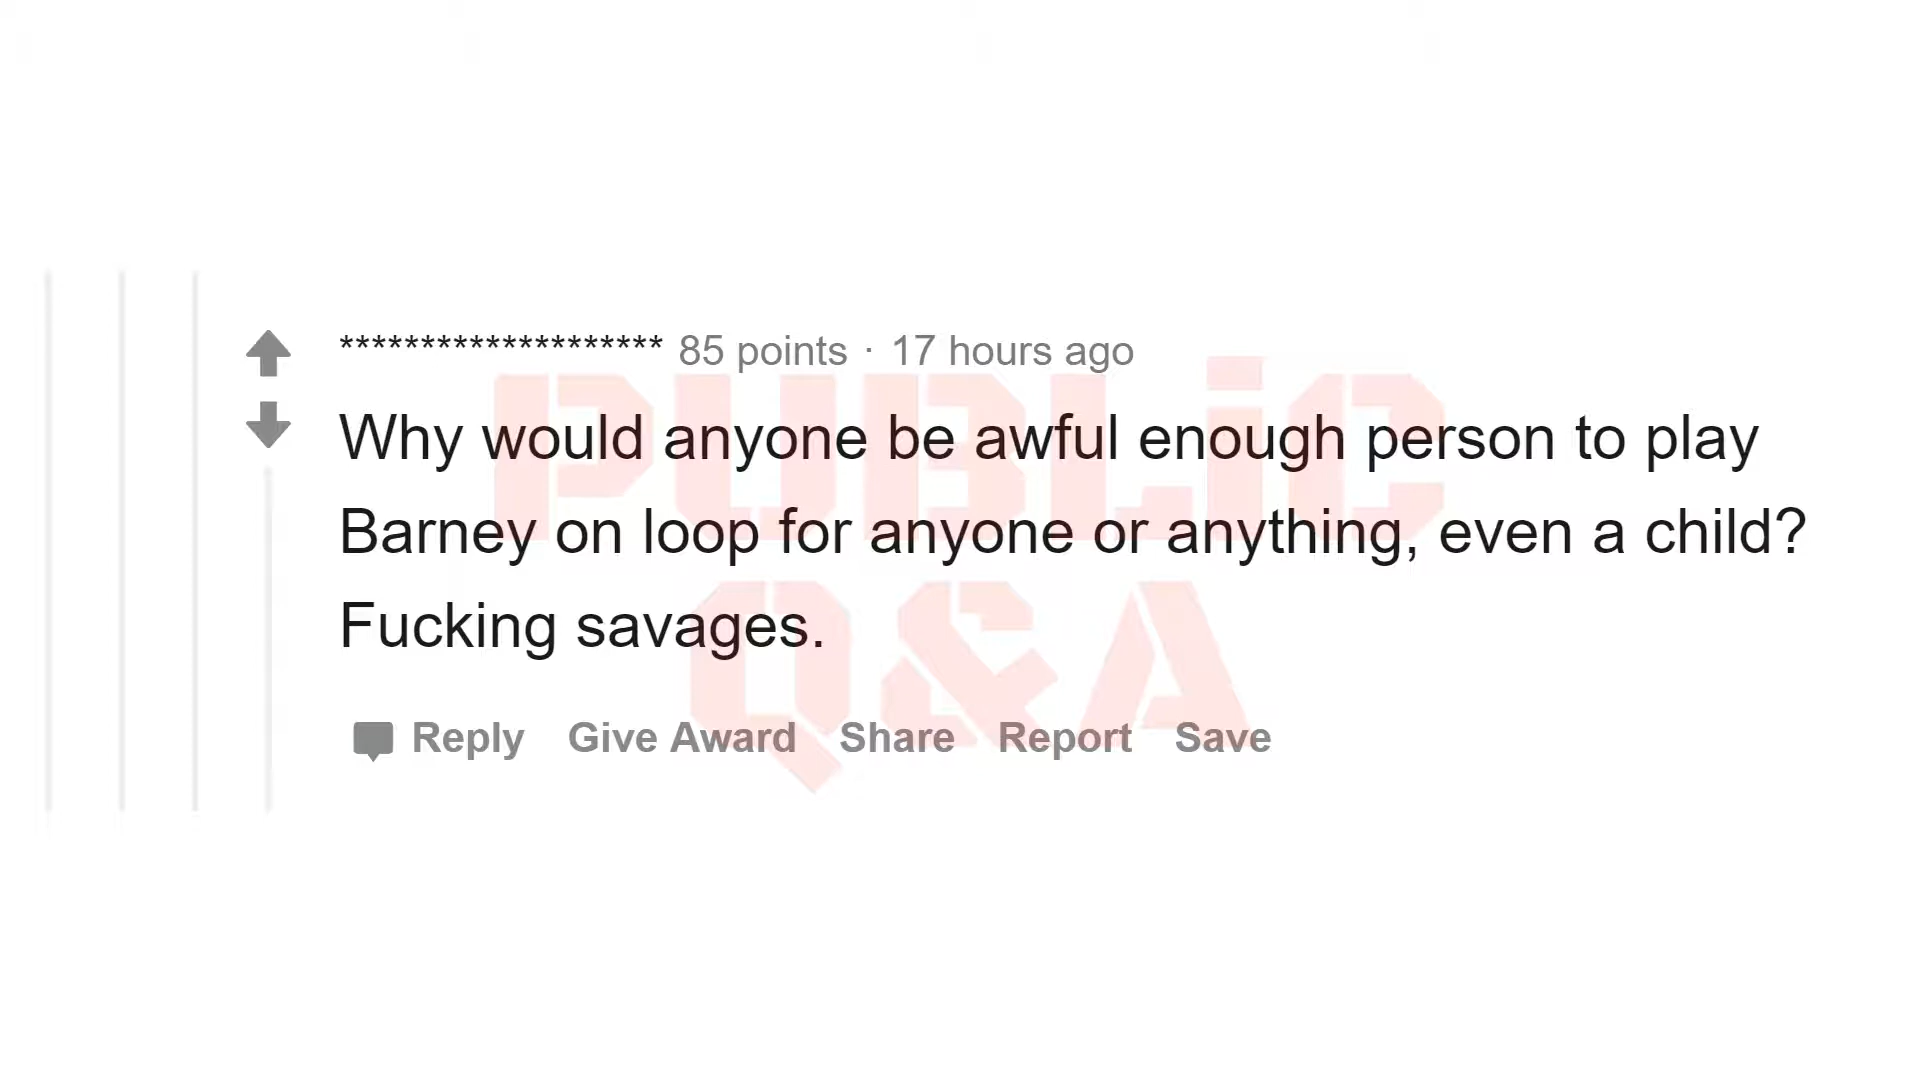 ******************** 85 points · 17 hours ago
Why would anyone be awful enough person to play
Barney on loop for anyone or anything, even a child?
Fucking savages.
Reply Give Award Share Report Save
PUBLiC
Q&A